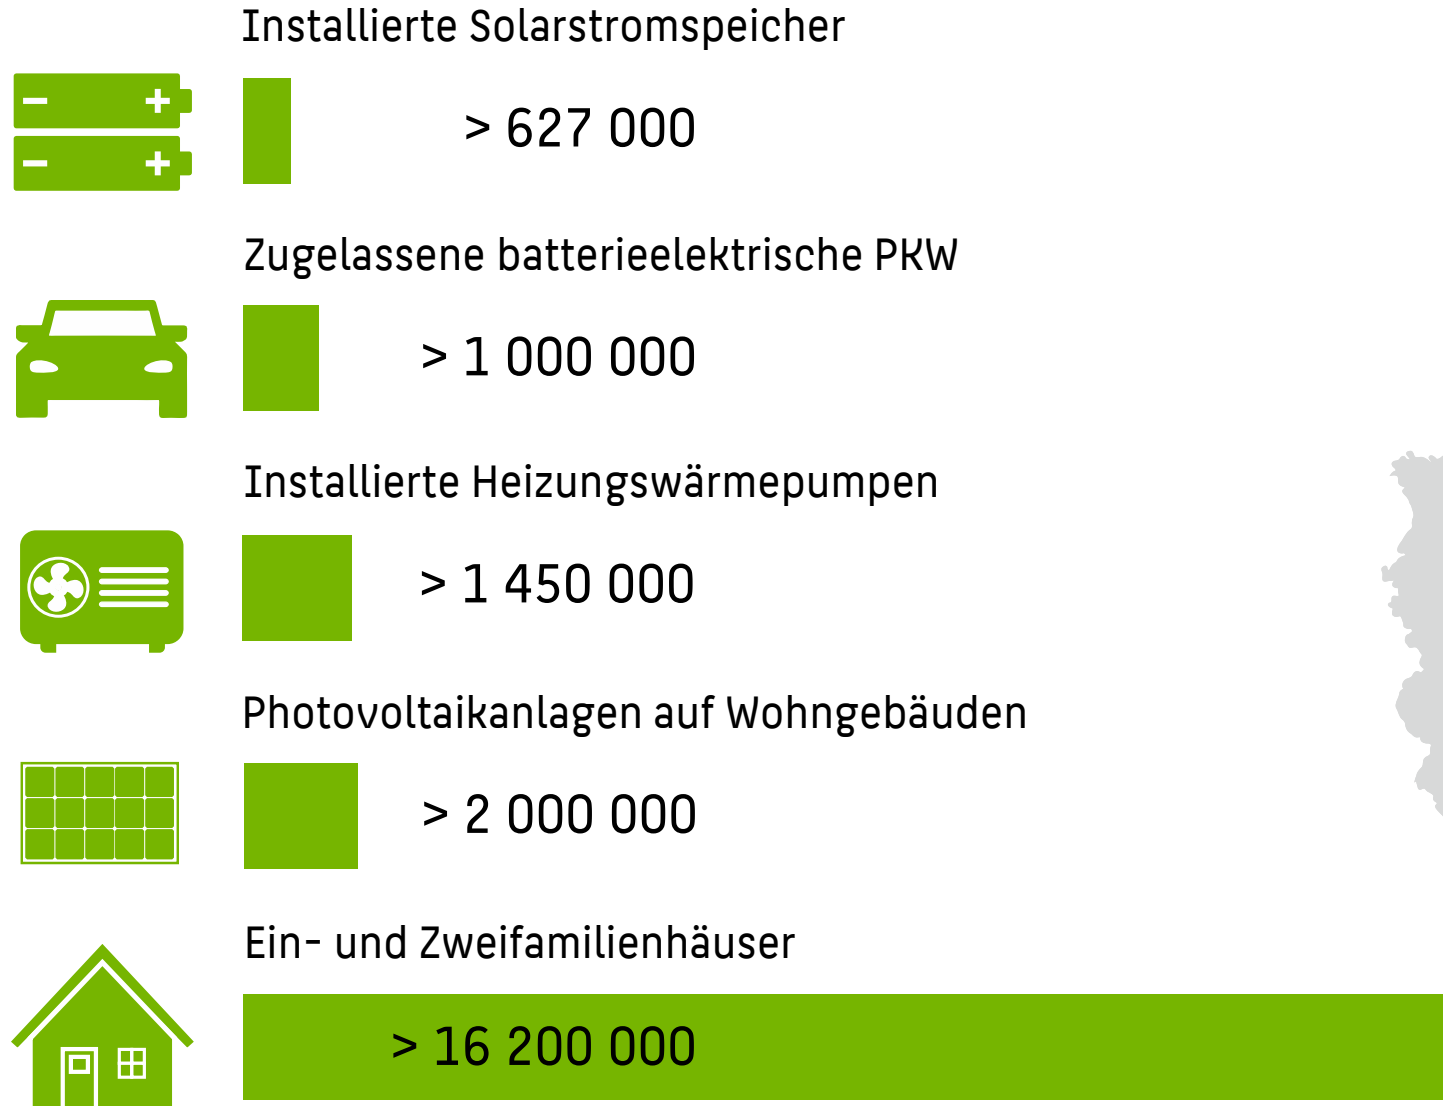 Installierte Solarstromspeicher
> 627 000
Zugelassene batterieelektrische PKW
> 1 000 000
Installierte Heizungswärmepumpen
> 1 450 000
Photovoltaikanlagen auf Wohngebäuden
> 2 000 000
Ein- und Zweifamilienhäuser
> 16 200 000